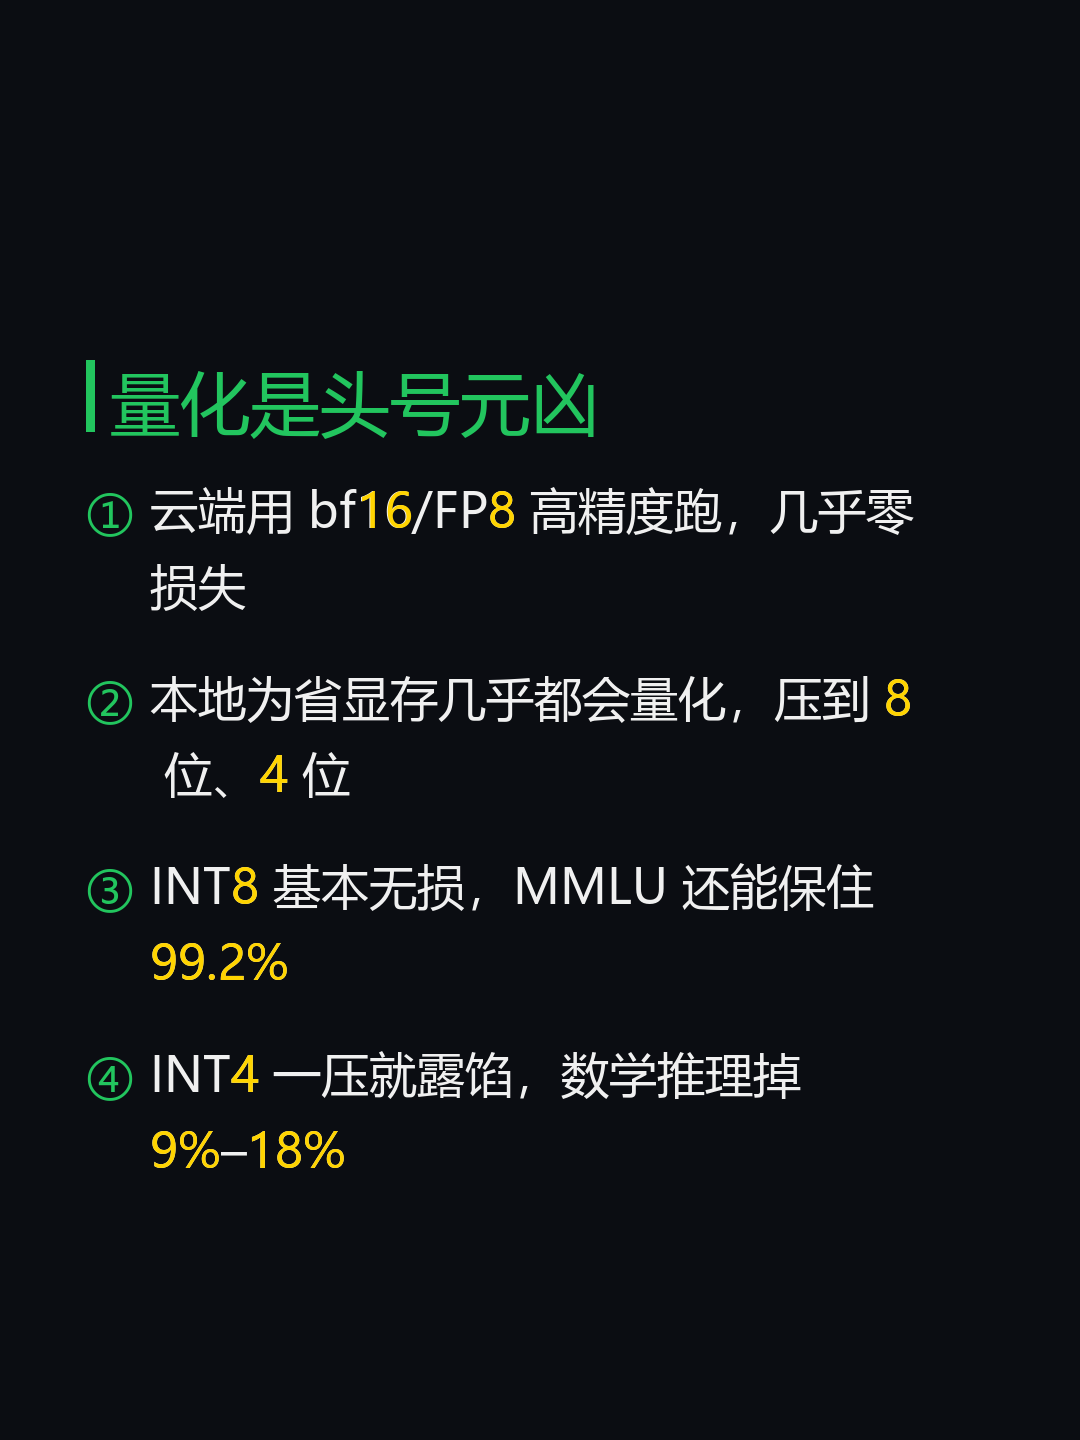 量化是头号元凶
① 云端用 bf16/FP8 高精度跑，几乎零
损失
② 本地为省显存几乎都会量化，压到 8
位、4 位
③ INT8 基本无损，MMLU 还能保住
99.2%
④ INT4 一压就露馅，数学推理掉
9%–18%